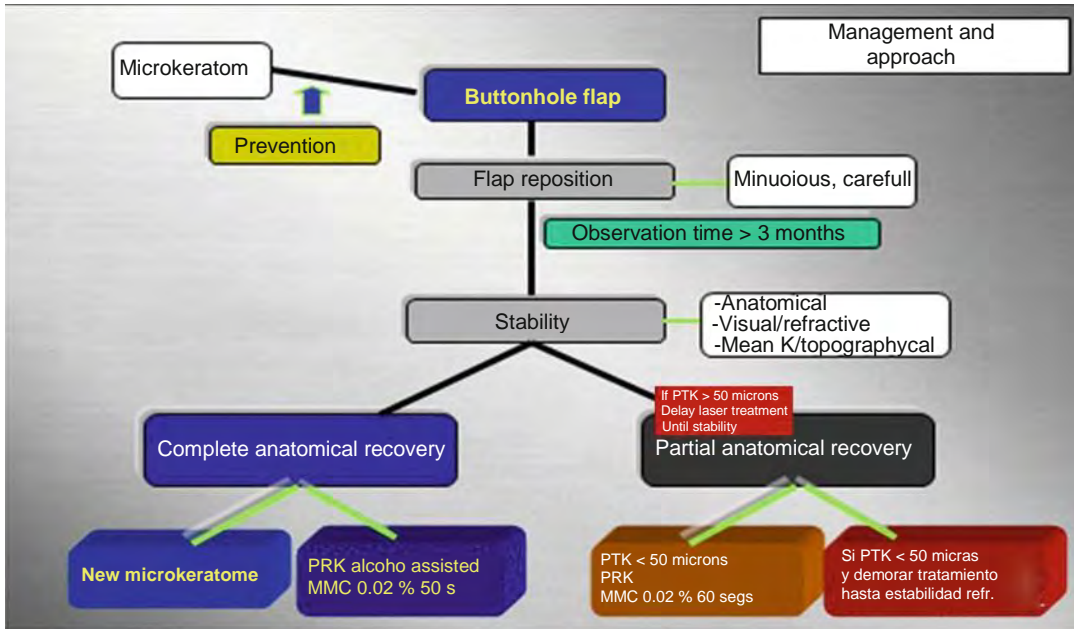 Management and
approach
Microkeratom
Buttonhole flap
Prevention
Flap reposition
Minuoious, carefull
Observation time > 3 months
Stability
-Anatomical
-Visual/refractive
-Mean K/topographycal
If PTK > 50 microns
Delay laser treatment
Until stability
Complete anatomical recovery
Partial anatomical recovery
New microkeratome
PRK alcoho assisted
MMC 0.02 % 50 s
PTK < 50 microns
PRK
MMC 0.02 % 60 segs
Si PTK < 50 micras
y demorar tratamiento
hasta estabilidad refr.